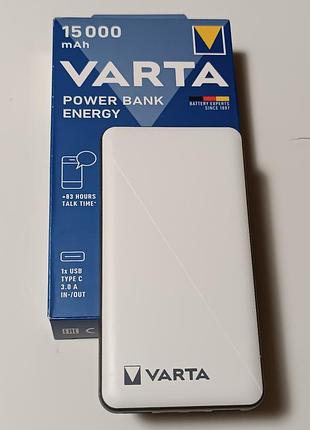 15000
mAh
VARTA
POWER BANK
ENERGY
BATTERY EXPERTS
SINCE 1887
+83 HOURS
TALK TIME*
1x USB
TYPE C
3.0 A
IN-/OUT
EAC
VARTA